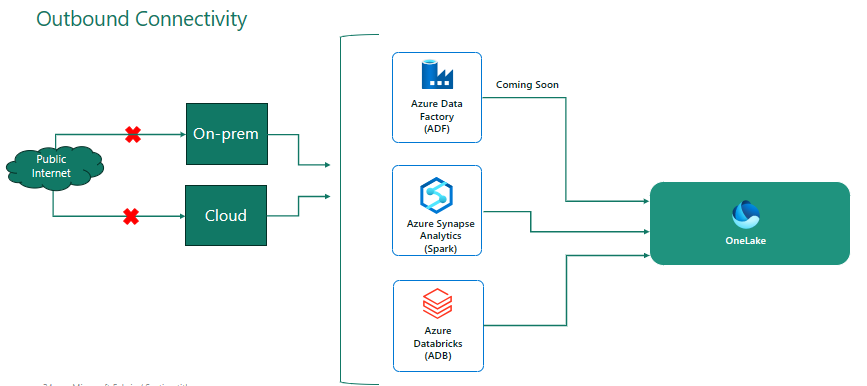 Outbound Connectivity
Coming Soon
Azure Data
Factory
(ADF)
On-prem
Public
Internet
Cloud
Azure Synapse
Analytics
(Spark)
OneLake
Azure
Databricks
(ADB)